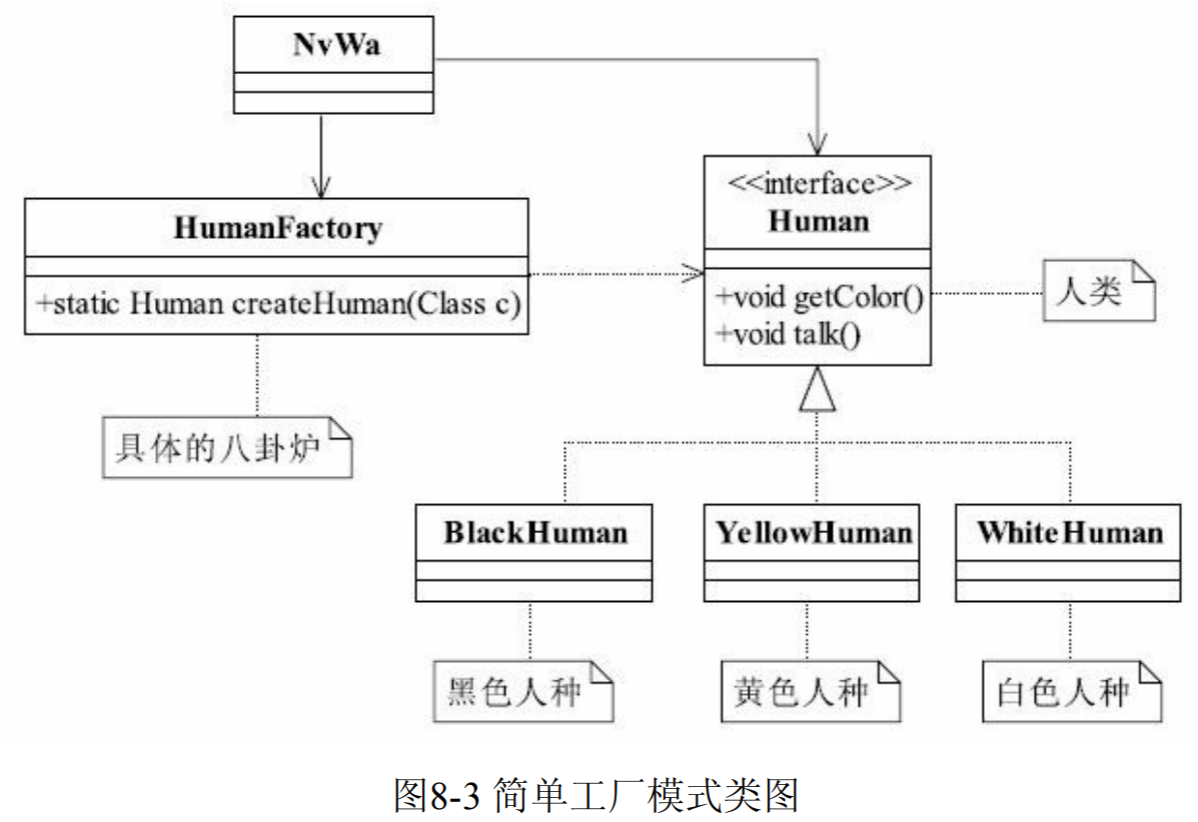 NvWa
HumanFactory
+static Human createHuman(Class c)
具体的八卦炉
<<interface>>
Human
+void getColor()
+void talk()
人类
BlackHuman
YellowHuman
WhiteHuman
黑色人种
黄色人种
白色人种
图8-3 简单工厂模式类图